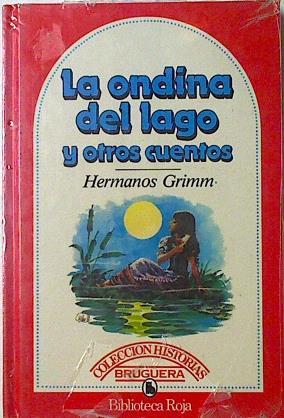 La ondina
del lago
y otros cuentos
Hermanos Grimm
COLECCION HISTORIAS
BRUGUERA
Biblioteca Roja